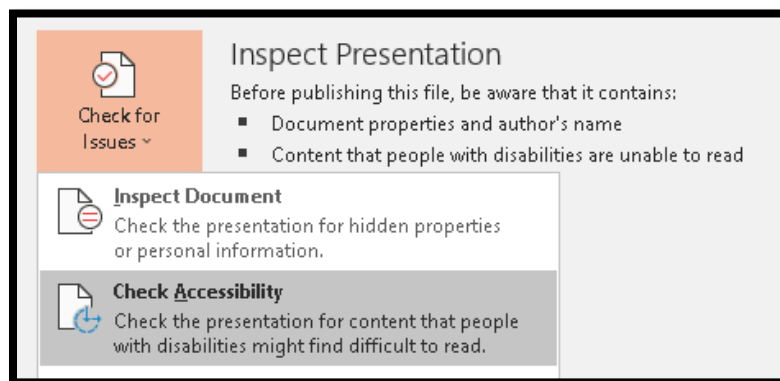 Check for
Issues
Inspect Presentation
Before publishing this file, be aware that it contains:
■ Document properties and author's name
■ Content that people with disabilities are unable to read
Inspect Document
Check the presentation for hidden properties
or personal information.
Check Accessibility
Check the presentation for content that people
with disabilities might find difficult to read.